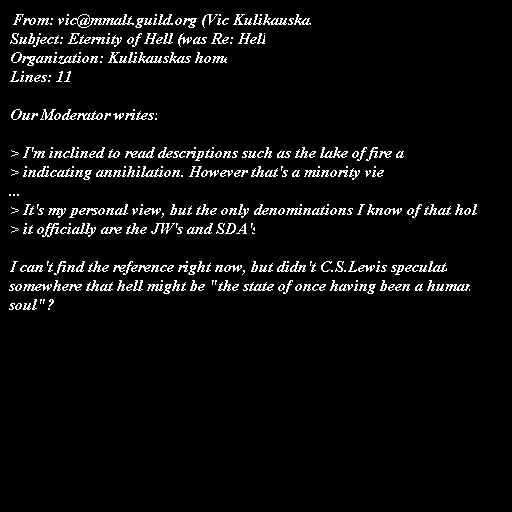 From: vic@mmalt.guild.org (Vic Kulikauska
Subject: Eternity of Hell (was Re: Hell
Organization: Kulikauskas home
Lines: 11

Our Moderator writes:

> I'm inclined to read descriptions such as the lake of fire a
> indicating annihilation. However that's a minority vie
...
> It's my personal view, but the only denominations I know of that hol
> it officially are the JW's and SDA's

I can't find the reference right now, but didn't C.S.Lewis speculat
somewhere that hell might be "the state of once having been a human
soul"?